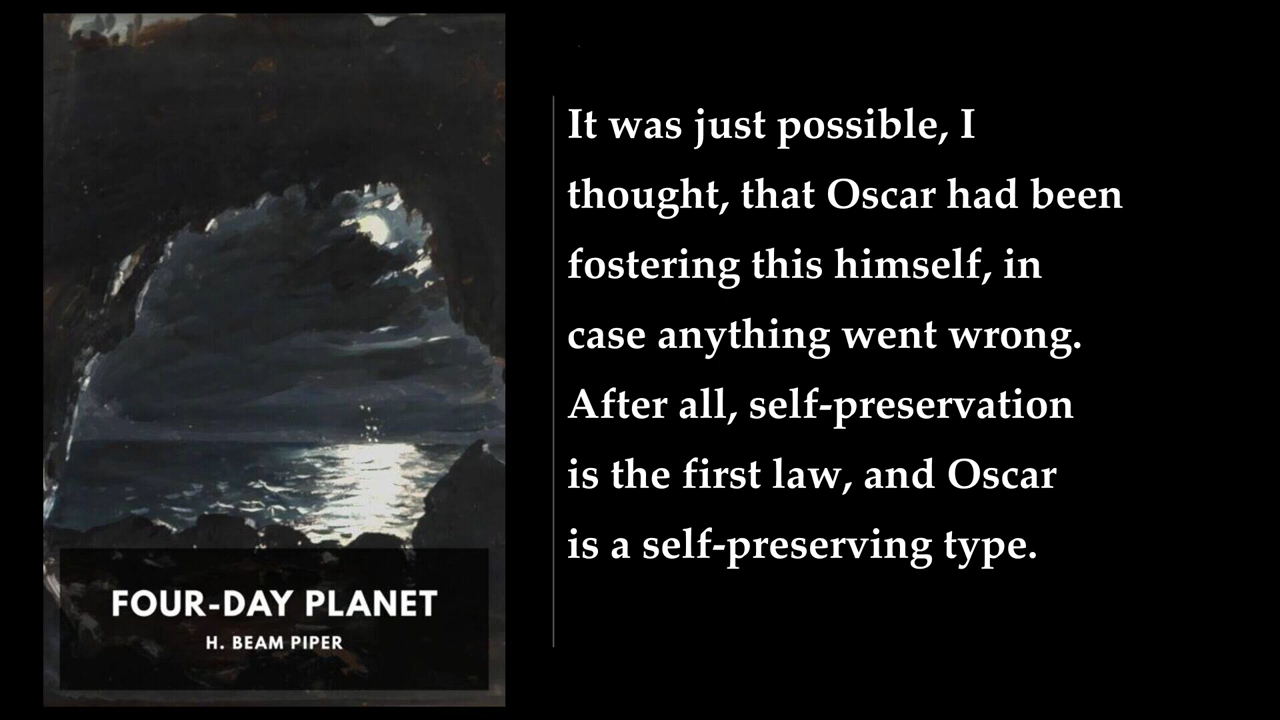 FOUR-DAY PLANET
H. BEAM PIPER
It was just possible, I
thought, that Oscar had been
fostering this himself, in
case anything went wrong.
After all, self-preservation
is the first law, and Oscar
is a self-preserving type.